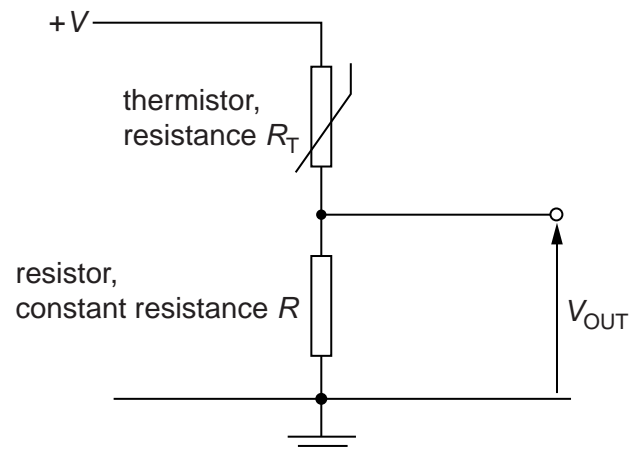 +V
thermistor,
resistance R_T
resistor,
constant resistance R
V_OUT